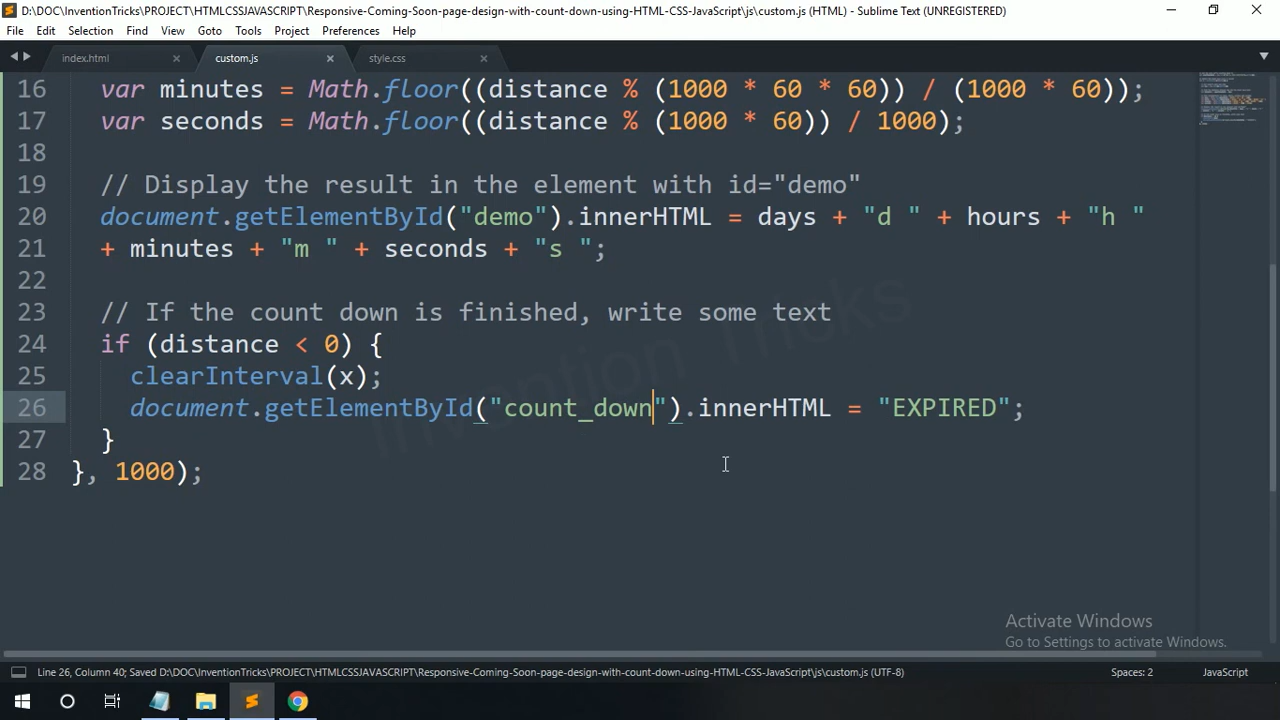 D:\DOC\InventionTricks\PROJECT\HTMLCSSJAVASCRIPT\Responsive-Coming-Soon-page-design-with-count-down-using-HTML-CSS-JavaScript\js\custom.js (HTML) - Sublime Text (UNREGISTERED)
File Edit Selection Find View Goto Tools Project Preferences Help
index.html custom.js style.css
16 var minutes = Math.floor((distance % (1000 * 60 * 60)) / (1000 * 60));
17 var seconds = Math.floor((distance % (1000 * 60)) / 1000);
18
19 // Display the result in the element with id="demo"
20 document.getElementById("demo").innerHTML = days + "d " + hours + "h "
21 + minutes + "m " + seconds + "s ";
22
23 // If the count down is finished, write some text
24 if (distance < 0) {
25 clearInterval(x);
26 document.getElementById("count_down").innerHTML = "EXPIRED";
27 }
28 }, 1000);
Invention Tricks
Activate Windows
Go to Settings to activate Windows.
Line 26, Column 40; Saved D:\DOC\InventionTricks\PROJECT\HTMLCSSJAVASCRIPT\Responsive-Coming-Soon-page-design-with-count-down-using-HTML-CSS-JavaScript\js\custom.js (UTF-8) Spaces: 2 JavaScript